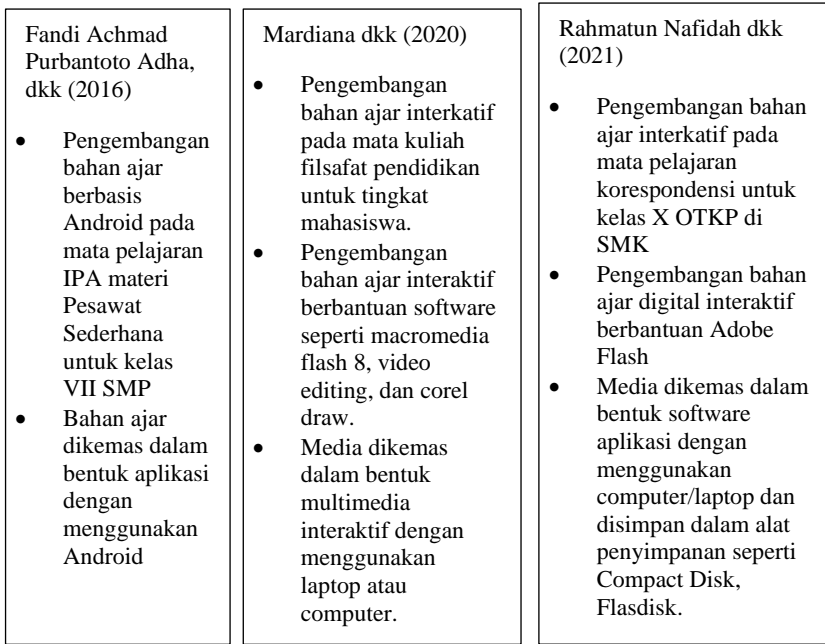 Fandi Achmad
Purbantoto Adha,
dkk (2016)
• Pengembangan
bahan ajar
berbasis
Android pada
mata pelajaran
IPA materi
Pesawat
Sederhana
untuk kelas
VII SMP
• Bahan ajar
dikemas dalam
bentuk aplikasi
dengan
menggunakan
Android
Mardiana dkk (2020)
• Pengembangan
bahan ajar interkatif
pada mata kuliah
filsafat pendidikan
untuk tingkat
mahasiswa.
• Pengembangan
bahan ajar interaktif
berbantuan software
seperti macromedia
flash 8, video
editing, dan corel
draw.
• Media dikemas
dalam bentuk
multimedia
interaktif dengan
menggunakan
laptop atau
computer.
Rahmatun Nafidah dkk
(2021)
• Pengembangan bahan
ajar interkatif pada
mata pelajaran
korespondensi untuk
kelas X OTKP di
SMK
• Pengembangan bahan
ajar digital interaktif
berbantuan Adobe
Flash
• Media dikemas dalam
bentuk software
aplikasi dengan
menggunakan
computer/laptop dan
disimpan dalam alat
penyimpanan seperti
Compact Disk,
Flasdisk.